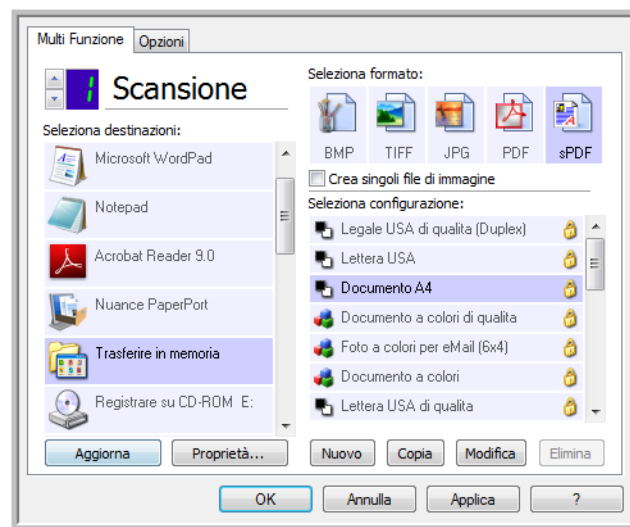 Multi Funzione
Opzioni
1 Scansione
Seleziona destinazioni:
Microsoft WordPad
Notepad
Acrobat Reader 9.0
Nuance PaperPort
Trasferire in memoria
Registrare su CD-ROM E:
Aggiorna
Proprietà...
Seleziona formato:
BMP TIFF JPG PDF sPDF
Crea singoli file di immagine
Seleziona configurazione:
Legale USA di qualita (Duplex)
Lettera USA
Documento A4
Documento a colori di qualita
Foto a colori per eMail (6x4)
Documento a colori
Lettera USA di qualita
Nuovo Copia Modifica Elimina
OK Annulla Applica ?